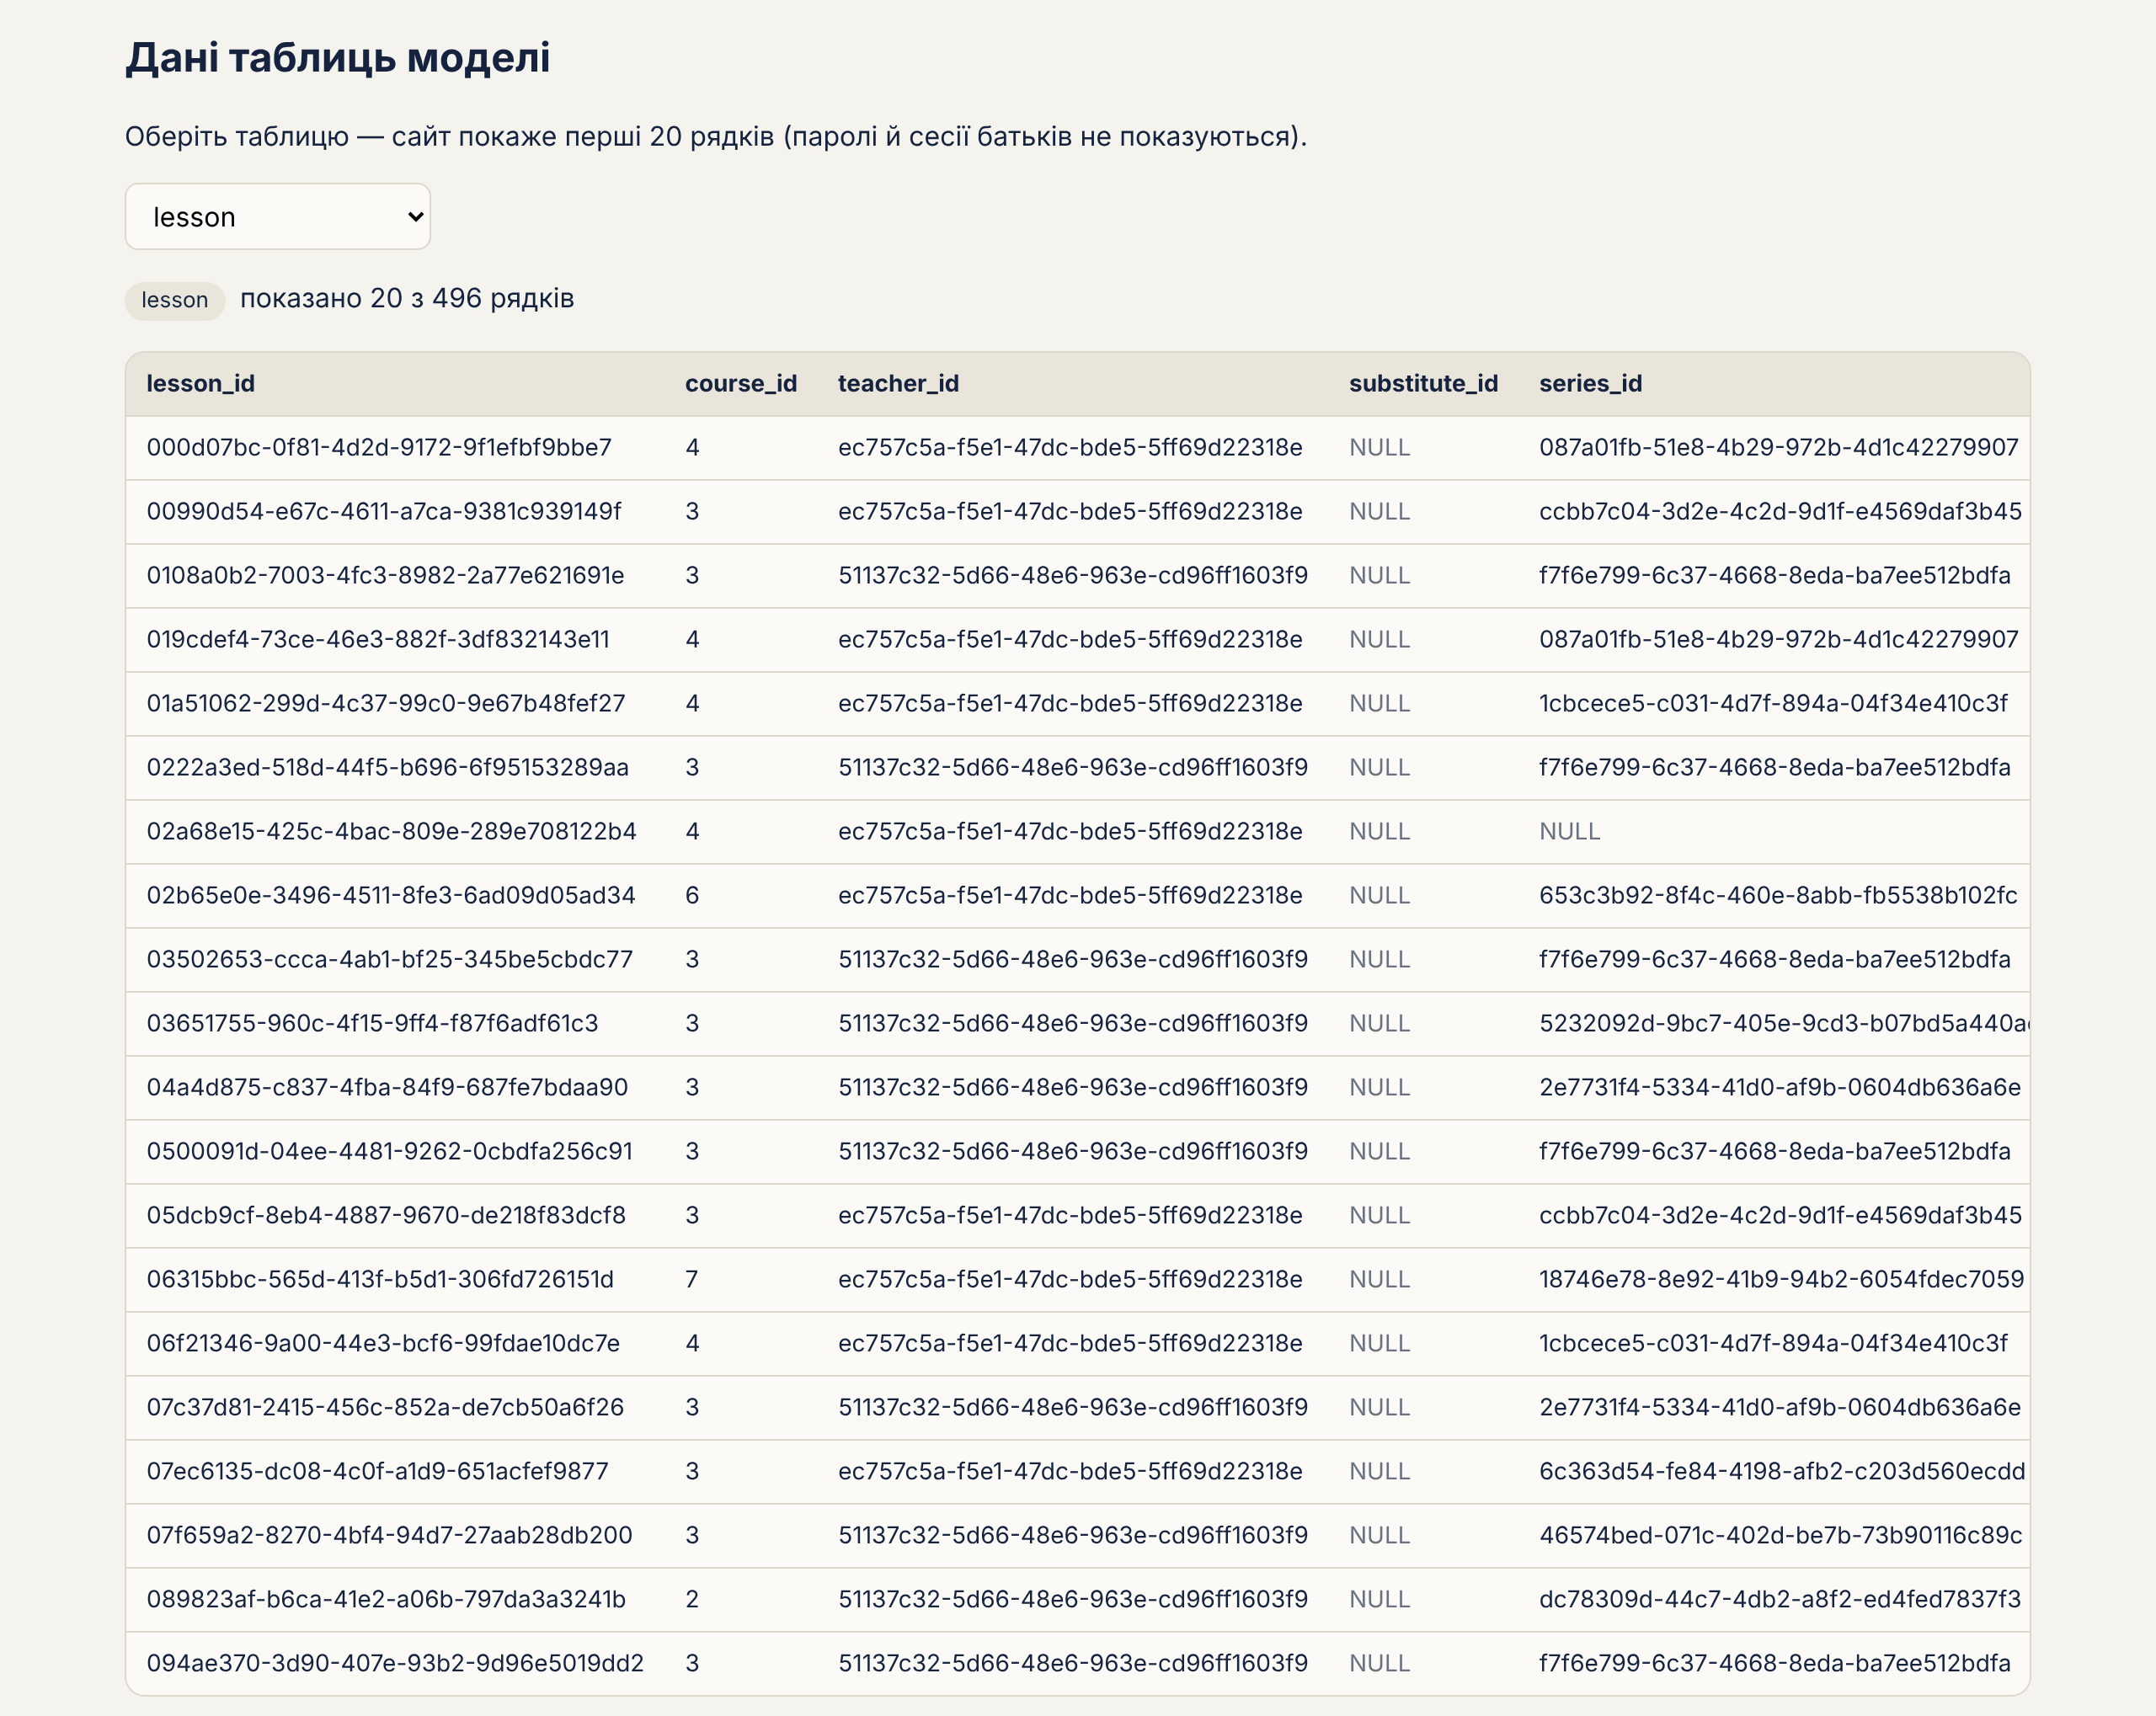 Дані таблиць моделі
Оберіть таблицю — сайт покаже перші 20 рядків (паролі й сесії батьків не показуються).
lesson
lesson показано 20 з 496 рядків
lesson_id course_id teacher_id substitute_id series_id
000d07bc-0f81-4d2d-9172-9f1efbf9bbe7 4 ec757c5a-f5e1-47dc-bde5-5ff69d22318e NULL 087a01fb-51e8-4b29-972b-4d1c42279907
00990d54-e67c-4611-a7ca-9381c939149f 3 ec757c5a-f5e1-47dc-bde5-5ff69d22318e NULL ccbb7c04-3d2e-4c2d-9d1f-e4569daf3b45
0108a0b2-7003-4fc3-8982-2a77e621691e 3 51137c32-5d66-48e6-963e-cd96ff1603f9 NULL f7f6e799-6c37-4668-8eda-ba7ee512bdfa
019cdef4-73ce-46e3-882f-3df832143e11 4 ec757c5a-f5e1-47dc-bde5-5ff69d22318e NULL 087a01fb-51e8-4b29-972b-4d1c42279907
01a51062-299d-4c37-99c0-9e67b48fef27 4 ec757c5a-f5e1-47dc-bde5-5ff69d22318e NULL 1cbcece5-c031-4d7f-894a-04f34e410c3f
0222a3ed-518d-44f5-b696-6f95153289aa 3 51137c32-5d66-48e6-963e-cd96ff1603f9 NULL f7f6e799-6c37-4668-8eda-ba7ee512bdfa
02a68e15-425c-4bac-809e-289e708122b4 4 ec757c5a-f5e1-47dc-bde5-5ff69d22318e NULL NULL
02b65e0e-3496-4511-8fe3-6ad09d05ad34 6 ec757c5a-f5e1-47dc-bde5-5ff69d22318e NULL 653c3b92-8f4c-460e-8abb-fb5538b102fc
03502653-ccca-4ab1-bf25-345be5cbdc77 3 51137c32-5d66-48e6-963e-cd96ff1603f9 NULL f7f6e799-6c37-4668-8eda-ba7ee512bdfa
03651755-960c-4f15-9ff4-f87f6adf61c3 3 51137c32-5d66-48e6-963e-cd96ff1603f9 NULL
04a4d875-c837-4fba-84f9-687fe7bdaa90 3 51137c32-5d66-48e6-963e-cd96ff1603f9 NULL 2e7731f4-5334-41d0-af9b-0604db636a6e
0500091d-04ee-4481-9262-0cbdfa256c91 3 51137c32-5d66-48e6-963e-cd96ff1603f9 NULL f7f6e799-6c37-4668-8eda-ba7ee512bdfa
05dcb9cf-8eb4-4887-9670-de218f83dcf8 3 ec757c5a-f5e1-47dc-bde5-5ff69d22318e NULL ccbb7c04-3d2e-4c2d-9d1f-e4569daf3b45
06315bbc-565d-413f-b5d1-306fd726151d 7 ec757c5a-f5e1-47dc-bde5-5ff69d22318e NULL 18746e78-8e92-41b9-94b2-6054fdec7059
06f21346-9a00-44e3-bcf6-99fdae10dc7e 4 ec757c5a-f5e1-47dc-bde5-5ff69d22318e NULL 1cbcece5-c031-4d7f-894a-04f34e410c3f
07c37d81-2415-456c-852a-de7cb50a6f26 3 51137c32-5d66-48e6-963e-cd96ff1603f9 NULL 2e7731f4-5334-41d0-af9b-0604db636a6e
07ec6135-dc08-4c0f-a1d9-651acfef9877 3 ec757c5a-f5e1-47dc-bde5-5ff69d22318e NULL 6c363d54-fe84-4198-afb2-c203d560ecdd
07f659a2-8270-4bf4-94d7-27aab28db200 3 51137c32-5d66-48e6-963e-cd96ff1603f9 NULL 46574bed-071c-402d-be7b-73b90116c89c
089823af-b6ca-41e2-a06b-797da3a3241b 2 51137c32-5d66-48e6-963e-cd96ff1603f9 NULL dc78309d-44c7-4db2-a8f2-ed4fed7837f3
094ae370-3d90-407e-93b2-9d96e5019dd2 3 51137c32-5d66-48e6-963e-cd96ff1603f9 NULL f7f6e799-6c37-4668-8eda-ba7ee512bdfa